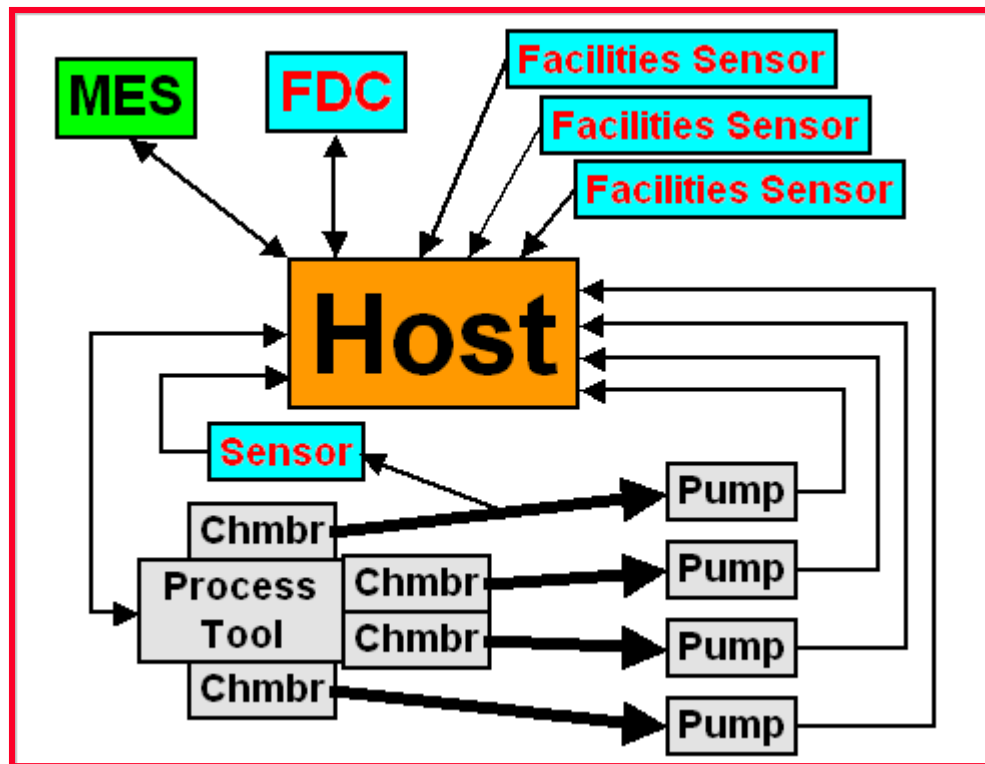 MES
FDC
Facilities Sensor
Facilities Sensor
Facilities Sensor
Host
Sensor
Pump
Chmbr
Process
Tool
Chmbr
Pump
Chmbr
Pump
Chmbr
Pump